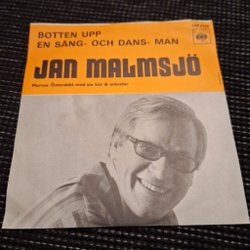 BOTTEN UPP
EN SÅNG- OCH DANS- MAN
JAN MALMSJÖ
Marcus Österdahl med sin kör & orkester